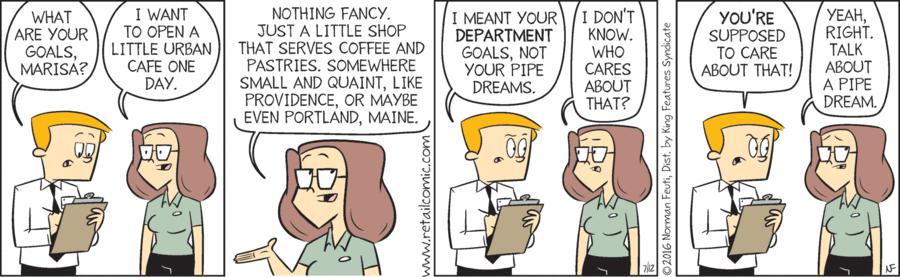 WHAT
ARE YOUR
GOALS,
MARISA?
I WANT
TO OPEN A
LITTLE URBAN
CAFE ONE
DAY.
NOTHING FANCY.
JUST A LITTLE SHOP
THAT SERVES COFFEE AND
PASTRIES. SOMEWHERE
SMALL AND QUAINT, LIKE
PROVIDENCE, OR MAYBE
EVEN PORTLAND, MAINE.
www.retailcomic.com
I MEANT YOUR
DEPARTMENT
GOALS, NOT
YOUR PIPE
DREAMS.
I DON'T
KNOW.
WHO
CARES
ABOUT
THAT?
7/12
©2016 Norman Feuti, Dist. by King Features Syndicate
YOU'RE
SUPPOSED
TO CARE
ABOUT THAT!
YEAH,
RIGHT.
TALK
ABOUT
A PIPE
DREAM.
NF